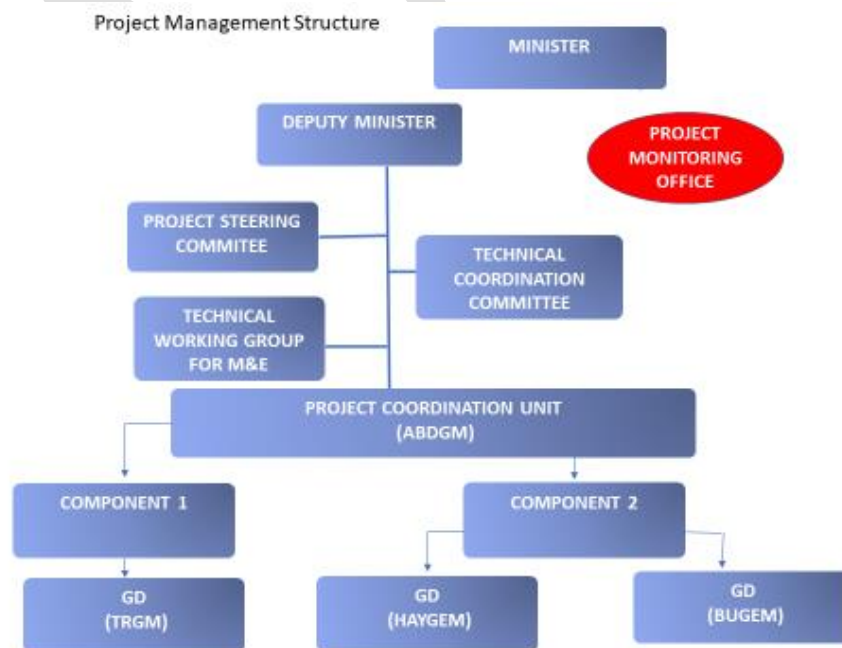 Project Management Structure
MINISTER
DEPUTY MINISTER
PROJECT
MONITORING
OFFICE
PROJECT STEERING
COMMITEE
TECHNICAL
COORDINATION
COMMITTEE
TECHNICAL
WORKING GROUP
FOR M&E
PROJECT COORDINATION UNIT
(ABDGM)
COMPONENT 1
COMPONENT 2
GD
(TRGM)
GD
(HAYGEM)
GD
(BUGEM)